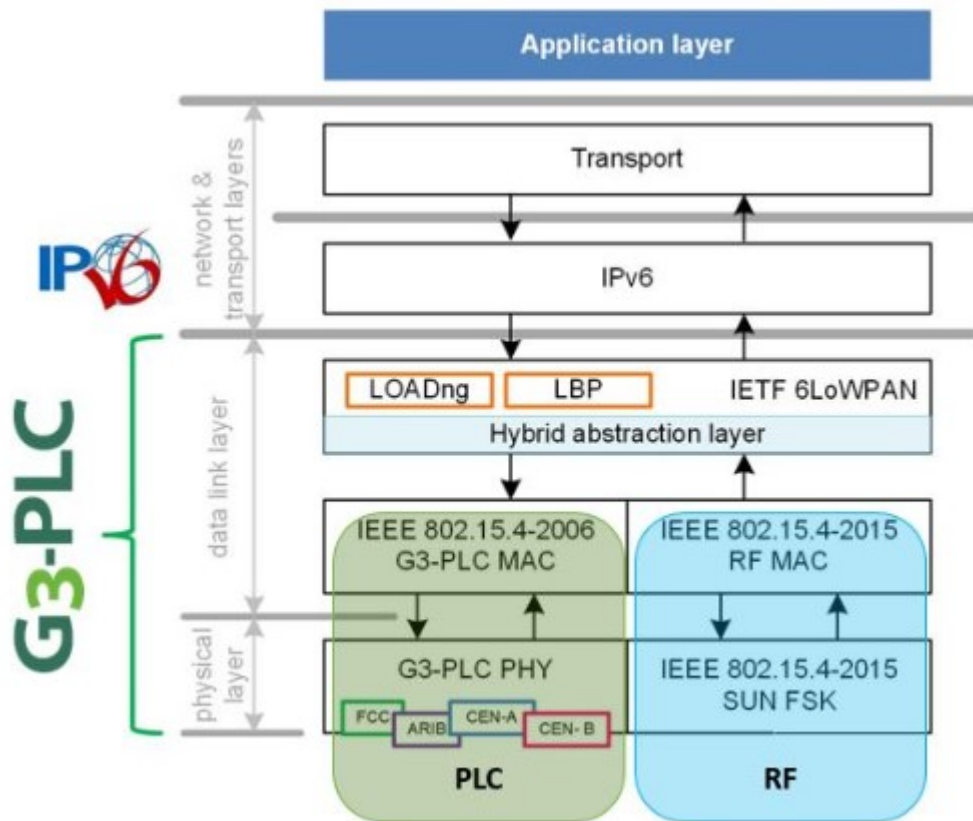 Application layer
network &
transport layers
Transport
IPv6
IPv6
G3-PLC
data link layer
LOADng
LBP
IETF 6LoWPAN
Hybrid abstraction layer
IEEE 802.15.4-2006
G3-PLC MAC
IEEE 802.15.4-2015
RF MAC
physical
layer
G3-PLC PHY
FCC
ARIB
CEN-A
CEN- B
IEEE 802.15.4-2015
SUN FSK
PLC
RF